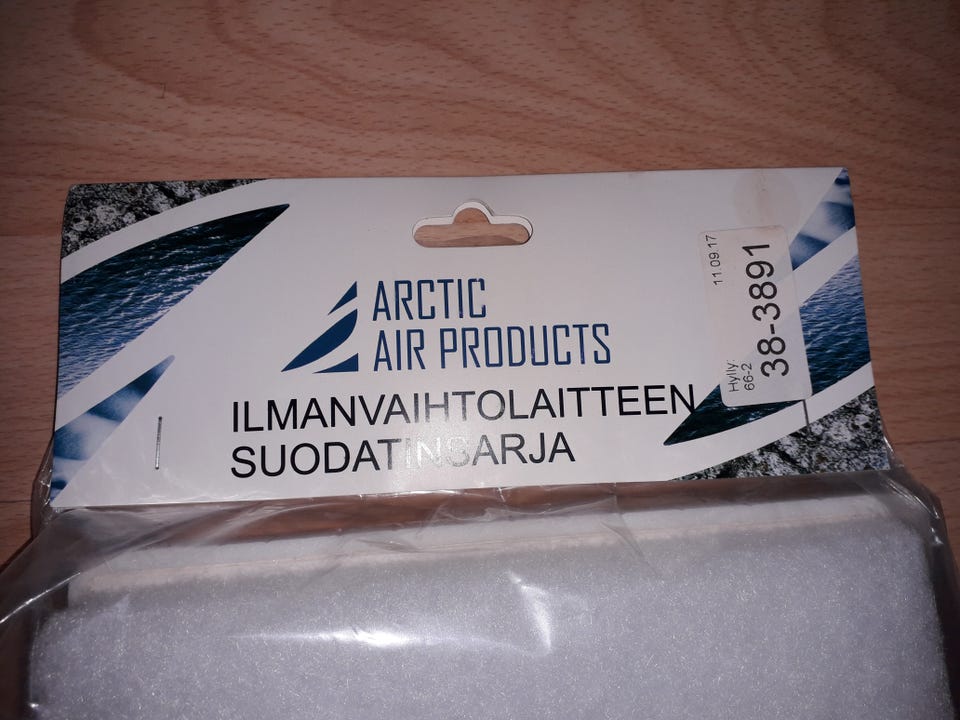 ARCTIC
AIR PRODUCTS
ILMANVAIHTOLAITTEEN
SUODATINSARJA
11.09.17
38-3891
Hylly:
66-2